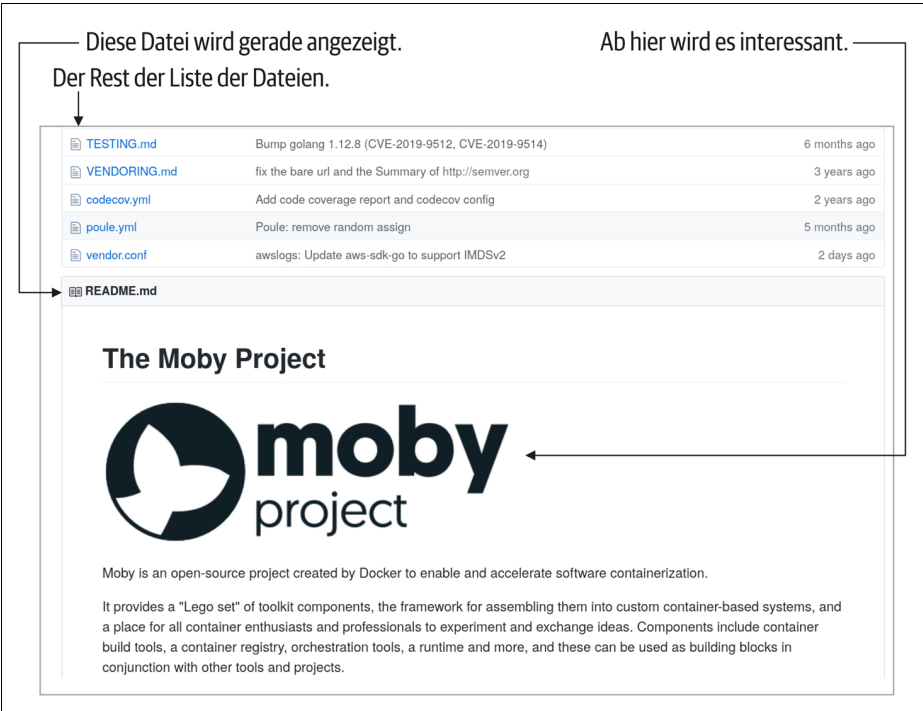 Diese Datei wird gerade angezeigt.
Ab hier wird es interessant.
Der Rest der Liste der Dateien.
TESTING.md Bump golang 1.12.8 (CVE-2019-9512, CVE-2019-9514) 6 months ago
VENDORING.md fix the bare url and the Summary of http://semver.org 3 years ago
codecov.yml Add code coverage report and codecov config 2 years ago
poule.yml Poule: remove random assign 5 months ago
vendor.conf awslogs: Update aws-sdk-go to support IMDSv2 2 days ago
README.md
The Moby Project
moby
project
Moby is an open-source project created by Docker to enable and accelerate software containerization.
It provides a "Lego set" of toolkit components, the framework for assembling them into custom container-based systems, and
a place for all container enthusiasts and professionals to experiment and exchange ideas. Components include container
build tools, a container registry, orchestration tools, a runtime and more, and these can be used as building blocks in
conjunction with other tools and projects.